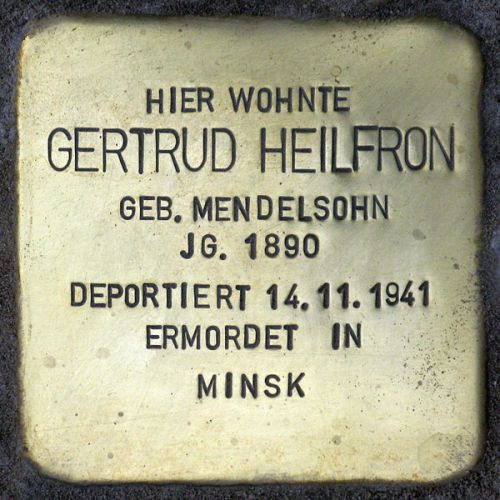 HIER WOHNTE
GERTRUD HEILFRON
GEB. MENDELSOHN
JG. 1890
DEPORTIERT 14.11.1941
ERMORDET IN
MINSK